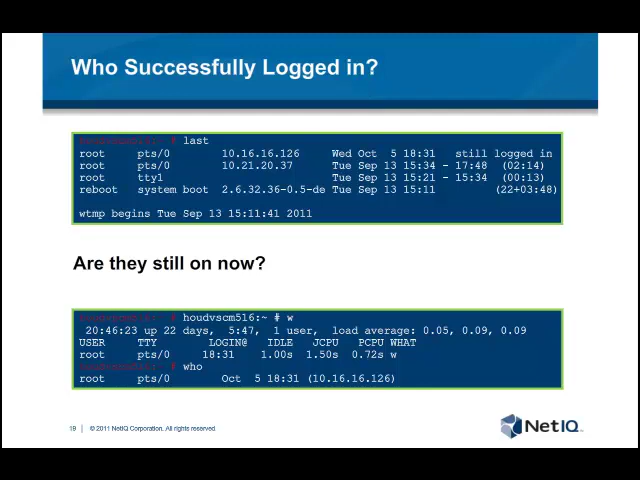 Who Successfully Logged in?
# last
root pts/0 10.16.16.126 Wed Oct 5 18:31 still logged in
root pts/0 10.21.20.37 Tue Sep 13 15:34 - 17:48 (02:14)
root tty1 Tue Sep 13 15:21 - 15:34 (00:13)
reboot system boot 2.6.32.36-0.5-de Tue Sep 13 15:11 (22+03:48)
wtmp begins Tue Sep 13 15:11:41 2011
Are they still on now?
# houdvscm516:~ # w
20:46:23 up 22 days, 5:47, 1 user, load average: 0.05, 0.09, 0.09
USER TTY LOGIN@ IDLE JCPU PCPU WHAT
root pts/0 18:31 1.00s 1.50s 0.72s w
# who
root pts/0 Oct 5 18:31 (10.16.16.126)
19 | © 2011 NetIQ Corporation. All rights reserved
NetIQ